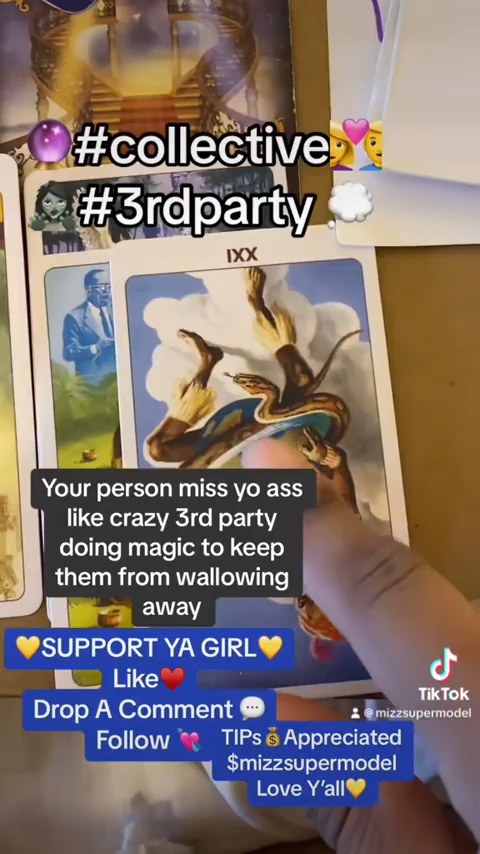 🔮#collective👩‍❤️‍👨
🧟‍♀️#3rdparty 💭
IXX
Your person miss yo ass
like crazy 3rd party
doing magic to keep
them from wallowing
away
💛SUPPORT YA GIRL💛
Like♥️
Drop A Comment 💬
Follow 💘
TIPs💰Appreciated
$mizzsupermodel
Love Y’all💛
TikTok
@mizzsupermodel